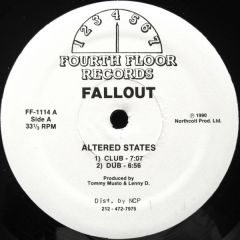 1 2 3 4 5 6 7
FOURTH FLOOR
RECORDS
FALLOUT
FF-1114 A
Side A
33⅓ RPM
℗ 1990
Northcott Prod. Ltd.
ALTERED STATES
1) CLUB - 7:07
2) DUB - 6:56
Produced by
Tommy Musto & Lenny D.
Dist. by NCP
212 - 472-7975